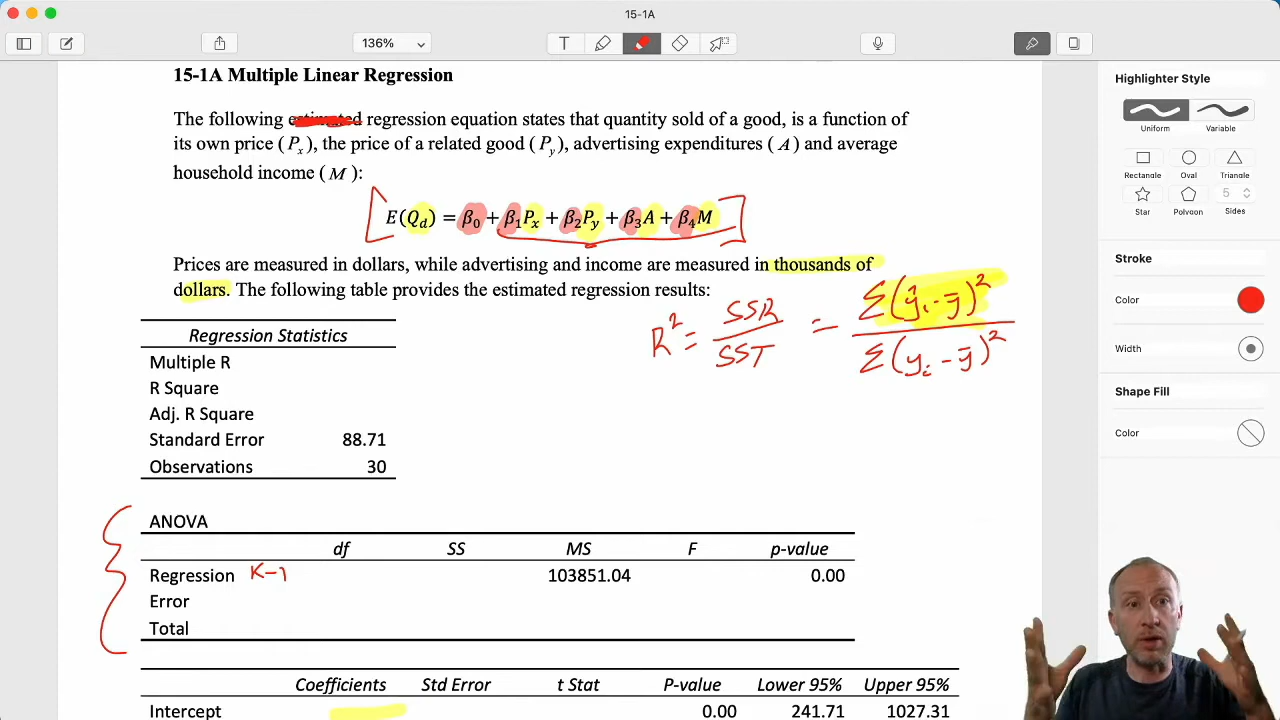 15-1A
136%
T
15-1A Multiple Linear Regression
The following estimated regression equation states that quantity sold of a good, is a function of
its own price (Pₓ), the price of a related good (Pᵧ), advertising expenditures (A) and average
household income (M):
E(Q_d) = β₀ + β₁Pₓ + β₂Pᵧ + β₃A + β₄M
Prices are measured in dollars, while advertising and income are measured in thousands of
dollars. The following table provides the estimated regression results:
R² = SSR / SST = Σ(ŷᵢ - ȳ)² / Σ(yᵢ - ȳ)²
Regression Statistics
Multiple R
R Square
Adj. R Square
Standard Error 88.71
Observations 30
ANOVA
df SS MS F p-value
Regression K-1 103851.04 0.00
Error
Total
Coefficients Std Error t Stat P-value Lower 95% Upper 95%
Intercept 0.00 241.71 1027.31
Highlighter Style
Uniform Variable
Rectangle Oval Triangle
Star Polygon 5 Sides
Stroke
Color
Width
Shape Fill
Color